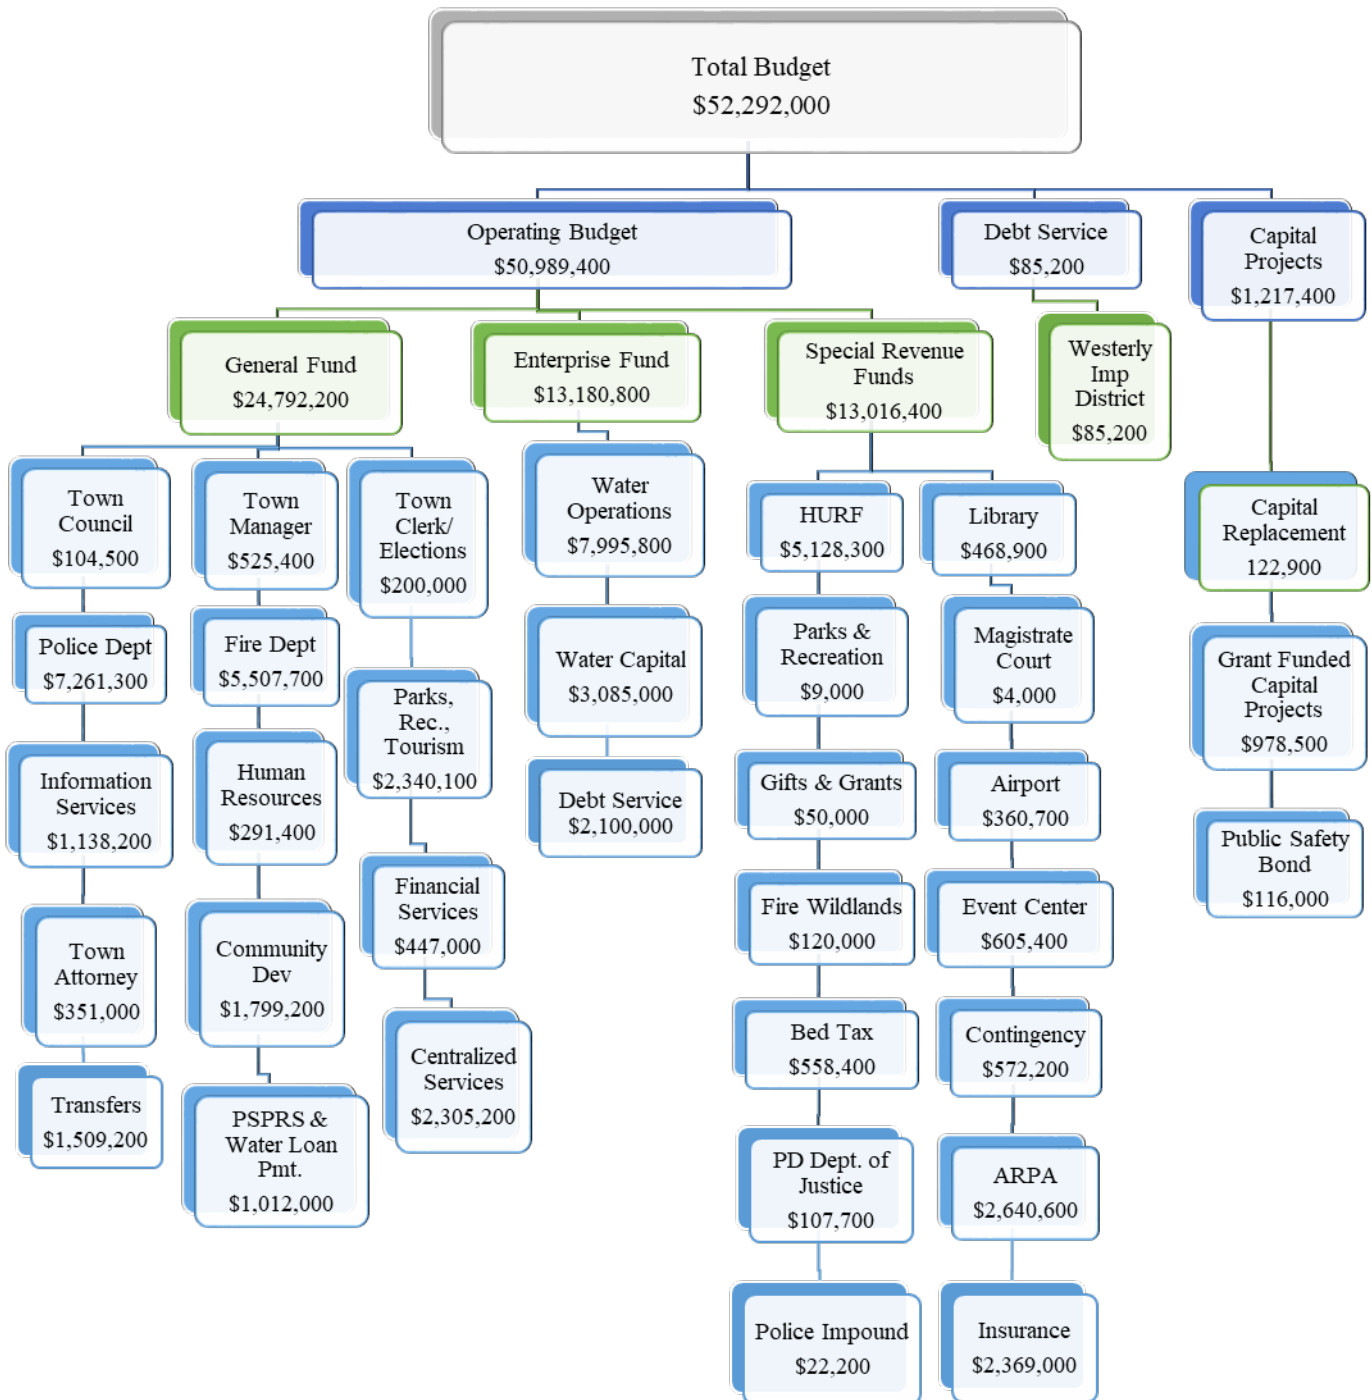 Total Budget
$52,292,000
Operating Budget
$50,989,400
Debt Service
$85,200
Capital
Projects
$1,217,400
General Fund
$24,792,200
Enterprise Fund
$13,180,800
Special Revenue
Funds
$13,016,400
Westerly
Imp
District
$85,200
Town
Council
$104,500
Police Dept
$7,261,300
Information
Services
$1,138,200
Town
Attorney
$351,000
Transfers
$1,509,200
Town
Manager
$525,400
Fire Dept
$5,507,700
Human
Resources
$291,400
Community
Dev
$1,799,200
PSPRS &
Water Loan
Pmt.
$1,012,000
Town
Clerk/
Elections
$200,000
Parks,
Rec.,
Tourism
$2,340,100
Financial
Services
$447,000
Centralized
Services
$2,305,200
Water
Operations
$7,995,800
Water Capital
$3,085,000
Debt Service
$2,100,000
HURF
$5,128,300
Parks &
Recreation
$9,000
Gifts & Grants
$50,000
Fire Wildlands
$120,000
Bed Tax
$558,400
PD Dept. of
Justice
$107,700
Police Impound
$22,200
Library
$468,900
Magistrate
Court
$4,000
Airport
$360,700
Event Center
$605,400
Contingency
$572,200
ARPA
$2,640,600
Insurance
$2,369,000
Capital
Replacement
122,900
Grant Funded
Capital
Projects
$978,500
Public Safety
Bond
$116,000